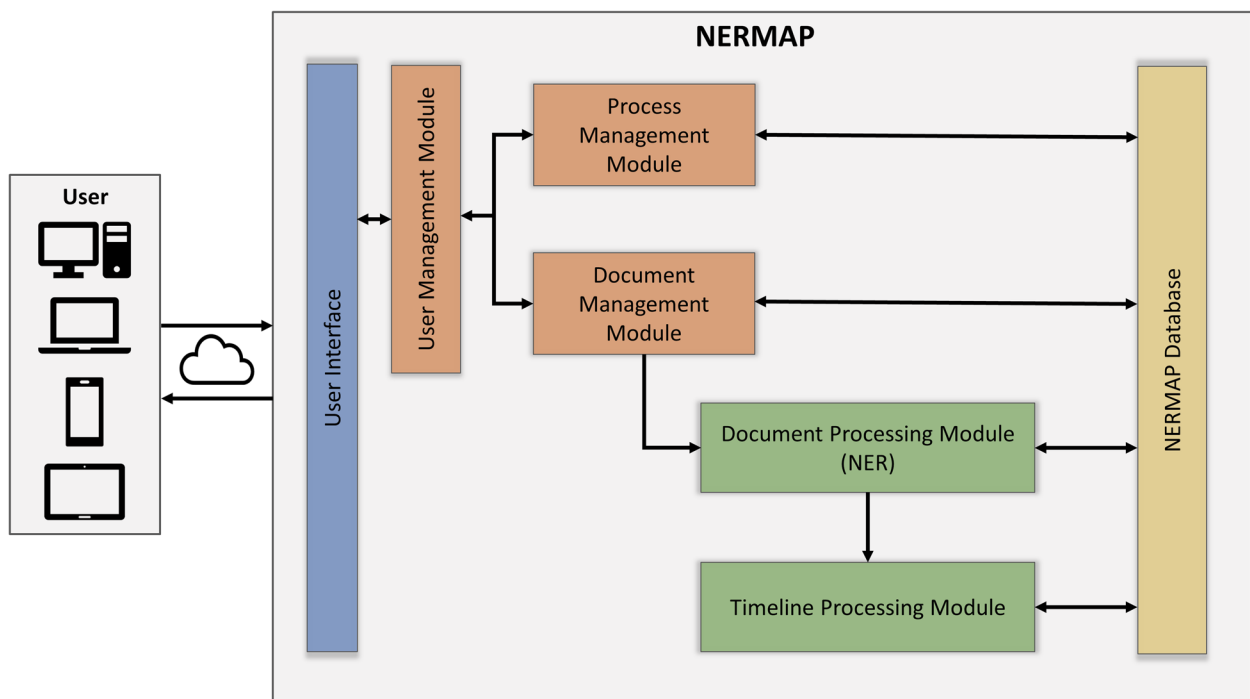 NERMAP
User
User Interface
User Management Module
Process
Management
Module
Document
Management
Module
Document Processing Module
(NER)
Timeline Processing Module
NERMAP Database